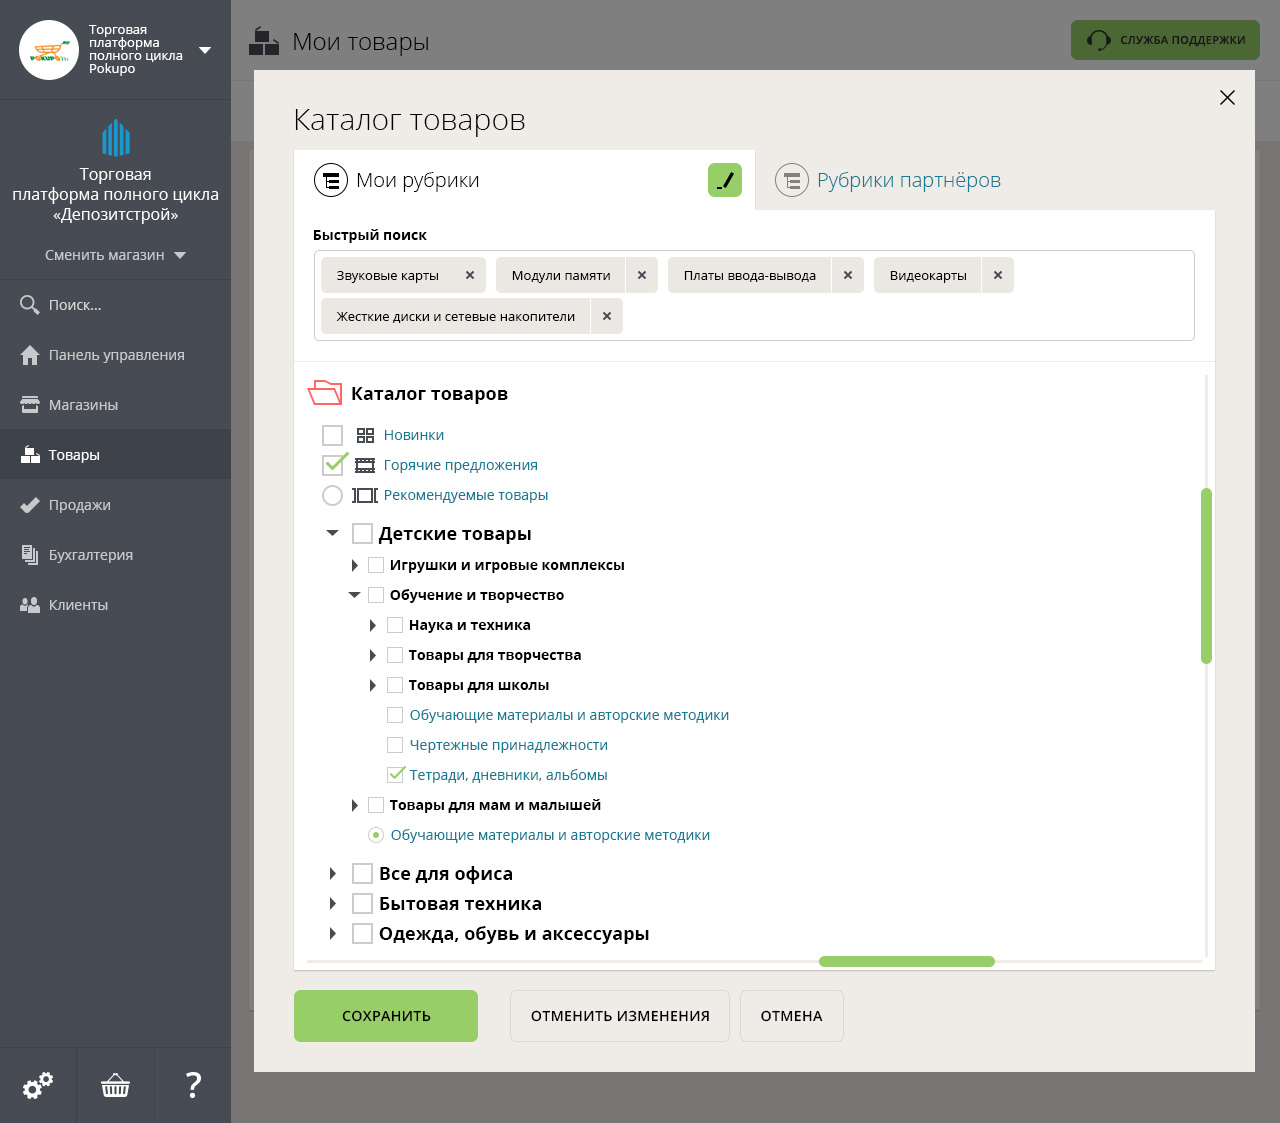 Торговая
платформа
полного цикла
Pokupo
POKUPO
Мои товары
СЛУЖБА ПОДДЕРЖКИ
Торговая
платформа полного цикла
«Депозитстрой»
Сменить магазин
Поиск...
Панель управления
Магазины
Товары
Продажи
Бухгалтерия
Клиенты
?
Каталог товаров
Мои рубрики
Рубрики партнёров
Быстрый поиск
Звуковые карты
Модули памяти
Платы ввода-вывода
Видеокарты
Жесткие диски и сетевые накопители
Каталог товаров
Новинки
Горячие предложения
Рекомендуемые товары
Детские товары
Игрушки и игровые комплексы
Обучение и творчество
Наука и техника
Товары для творчества
Товары для школы
Обучающие материалы и авторские методики
Чертежные принадлежности
Тетради, дневники, альбомы
Товары для мам и малышей
Обучающие материалы и авторские методики
Все для офиса
Бытовая техника
Одежда, обувь и аксессуары
СОХРАНИТЬ
ОТМЕНИТЬ ИЗМЕНЕНИЯ
ОТМЕНА